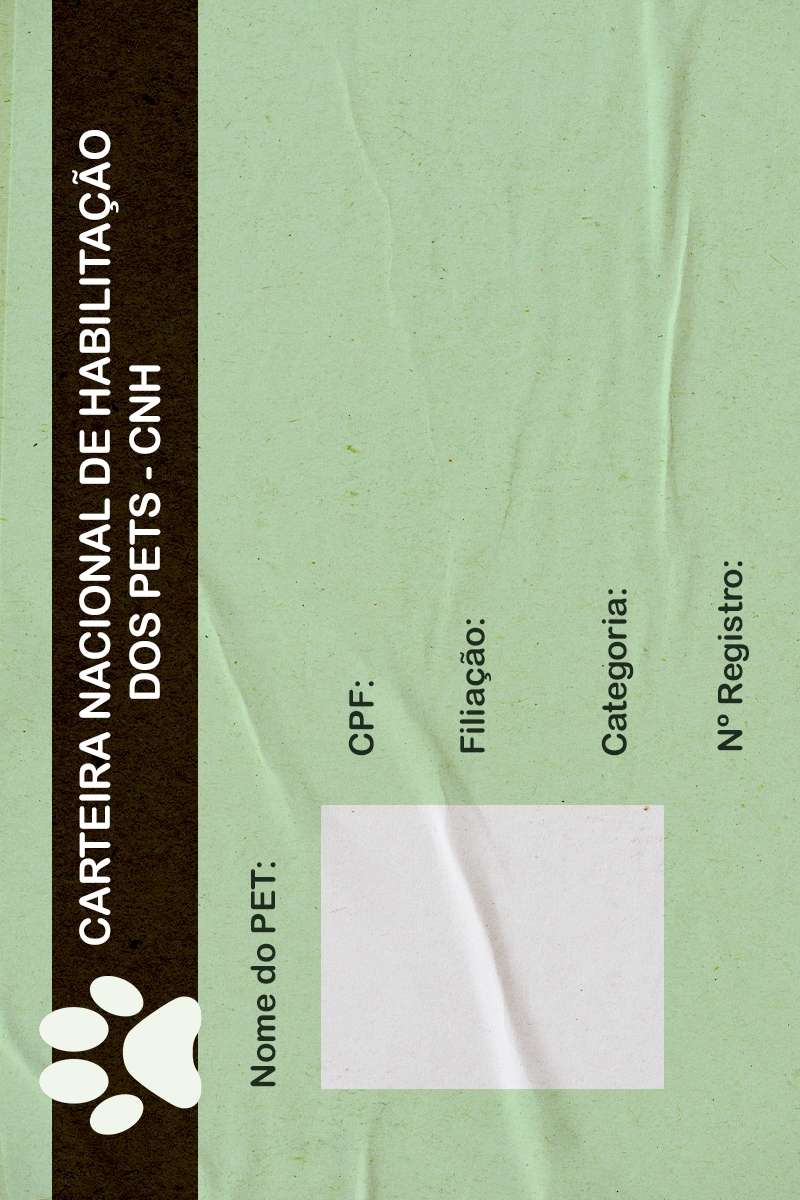 CARTEIRA NACIONAL DE HABILITAÇÃO
DOS PETS - CNH
Nome do PET:
CPF:
Filiação:
Categoria:
Nº Registro: